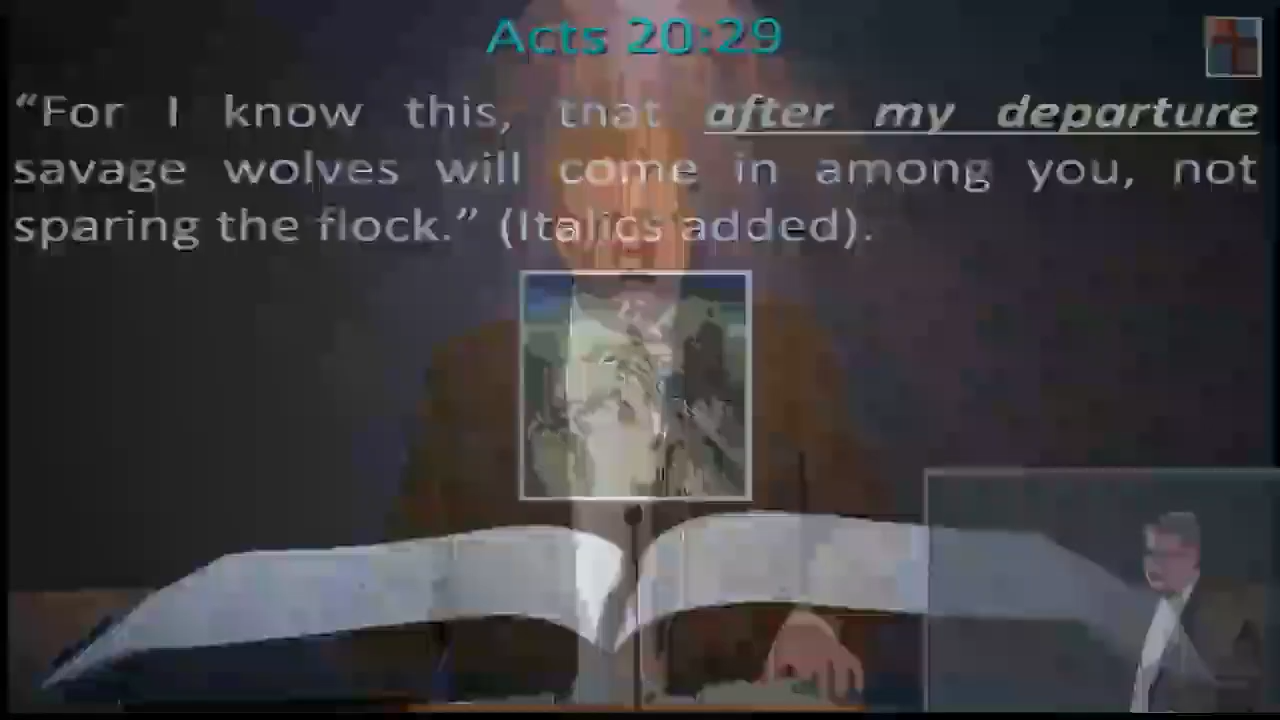 Acts 20:29
“For I know this, that after my departure
savage wolves will come in among you, not
sparing the flock.” (Italics added).